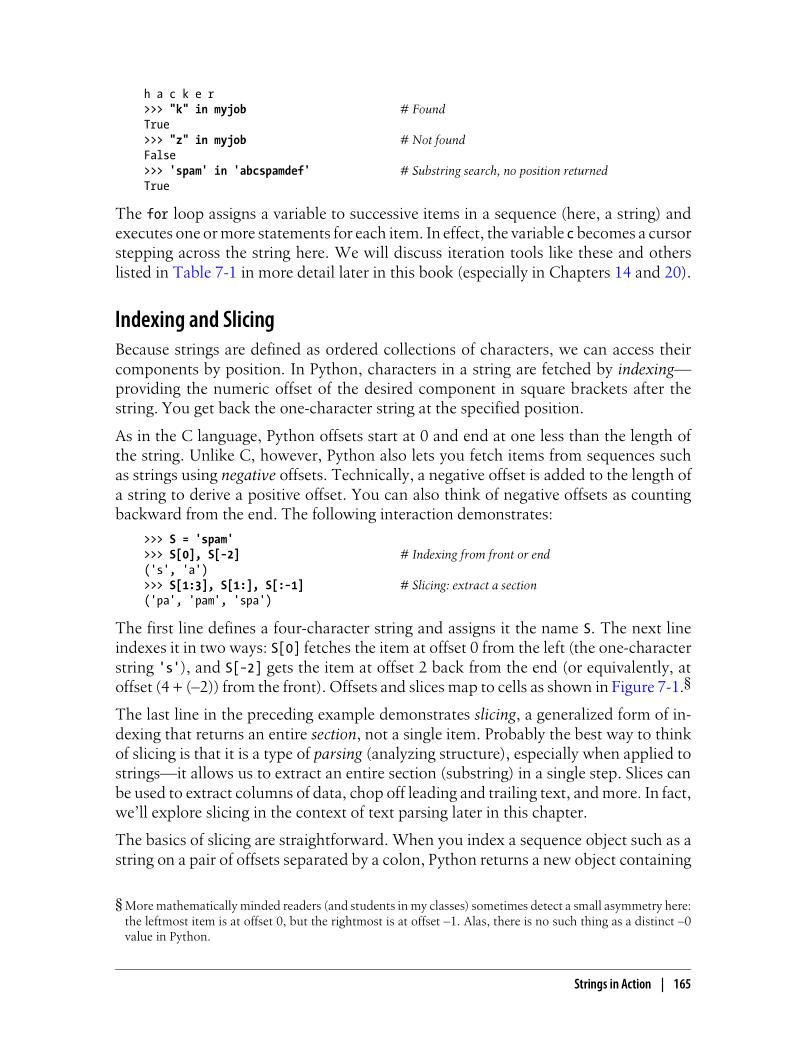 h a c k e r
>>> "k" in myjob # Found
True
>>> "z" in myjob # Not found
False
>>> 'spam' in 'abcspamdef' # Substring search, no position returned
True
The for loop assigns a variable to successive items in a sequence (here, a string) and
executes one or more statements for each item. In effect, the variable c becomes a cursor
stepping across the string here. We will discuss iteration tools like these and others
listed in Table 7-1 in more detail later in this book (especially in Chapters 14 and 20).
Indexing and Slicing
Because strings are defined as ordered collections of characters, we can access their
components by position. In Python, characters in a string are fetched by indexing—
providing the numeric offset of the desired component in square brackets after the
string. You get back the one-character string at the specified position.
As in the C language, Python offsets start at 0 and end at one less than the length of
the string. Unlike C, however, Python also lets you fetch items from sequences such
as strings using negative offsets. Technically, a negative offset is added to the length of
a string to derive a positive offset. You can also think of negative offsets as counting
backward from the end. The following interaction demonstrates:
>>> S = 'spam'
>>> S[0], S[-2] # Indexing from front or end
('s', 'a')
>>> S[1:3], S[1:], S[:-1] # Slicing: extract a section
('pa', 'pam', 'spa')
The first line defines a four-character string and assigns it the name S. The next line
indexes it in two ways: S[0] fetches the item at offset 0 from the left (the one-character
string 's'), and S[-2] gets the item at offset 2 back from the end (or equivalently, at
offset (4 + (–2)) from the front). Offsets and slices map to cells as shown in Figure 7-1.§
The last line in the preceding example demonstrates slicing, a generalized form of in-
dexing that returns an entire section, not a single item. Probably the best way to think
of slicing is that it is a type of parsing (analyzing structure), especially when applied to
strings—it allows us to extract an entire section (substring) in a single step. Slices can
be used to extract columns of data, chop off leading and trailing text, and more. In fact,
we'll explore slicing in the context of text parsing later in this chapter.
The basics of slicing are straightforward. When you index a sequence object such as a
string on a pair of offsets separated by a colon, Python returns a new object containing
§ More mathematically minded readers (and students in my classes) sometimes detect a small asymmetry here:
the leftmost item is at offset 0, but the rightmost is at offset –1. Alas, there is no such thing as a distinct –0
value in Python.
Strings in Action | 165